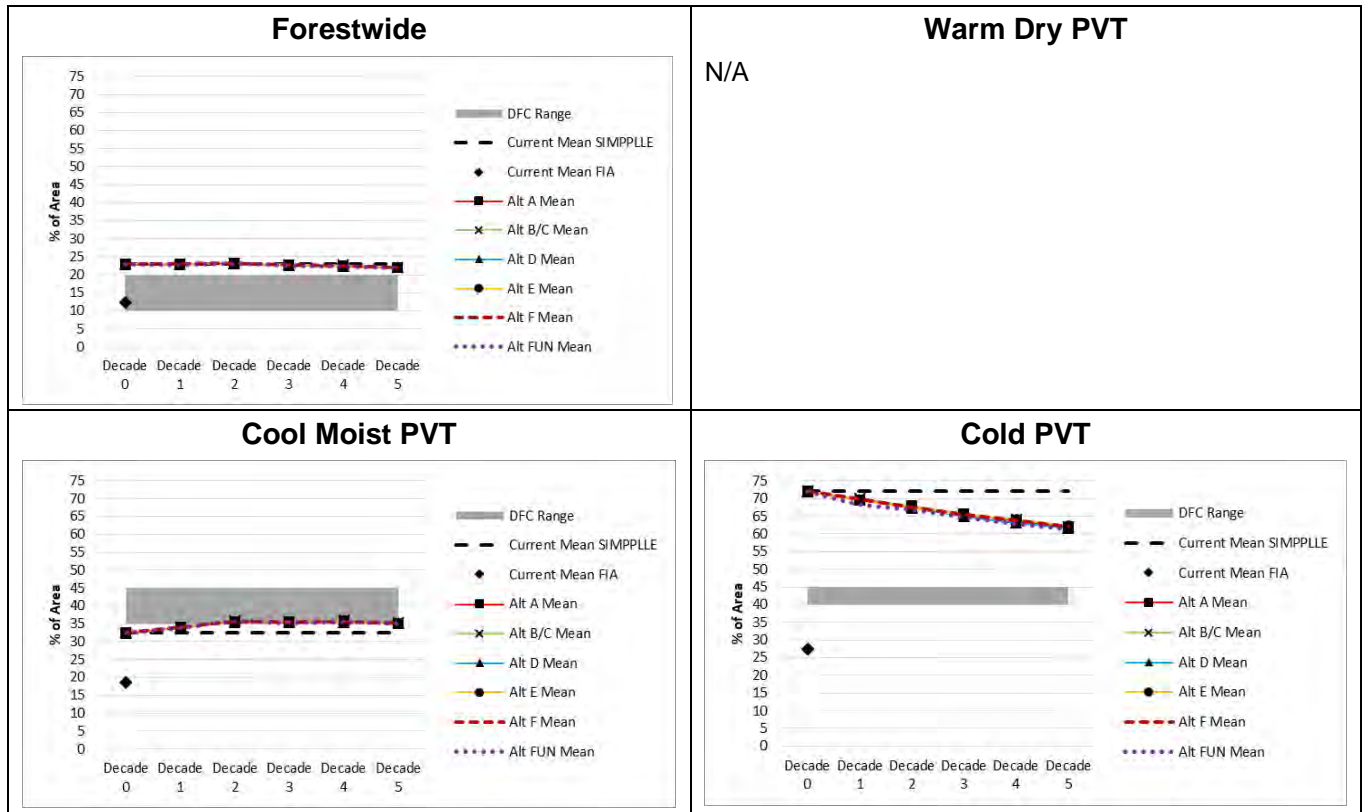 Forestwide
75
70
65
60
55
50
45
40
35
30
25
20
15
10
5
0
% of Area
Decade 0
Decade 1
Decade 2
Decade 3
Decade 4
Decade 5
DFC Range
Current Mean SIMPPLLE
Current Mean FIA
Alt A Mean
Alt B/C Mean
Alt D Mean
Alt E Mean
Alt F Mean
Alt FUN Mean
Warm Dry PVT
N/A
Cool Moist PVT
75
70
65
60
55
50
45
40
35
30
25
20
15
10
5
0
% of Area
Decade 0
Decade 1
Decade 2
Decade 3
Decade 4
Decade 5
DFC Range
Current Mean SIMPPLLE
Current Mean FIA
Alt A Mean
Alt B/C Mean
Alt D Mean
Alt E Mean
Alt F Mean
Alt FUN Mean
Cold PVT
75
70
65
60
55
50
45
40
35
30
25
20
15
10
5
0
% of Area
Decade 0
Decade 1
Decade 2
Decade 3
Decade 4
Decade 5
DFC Range
Current Mean SIMPPLLE
Current Mean FIA
Alt A Mean
Alt B/C Mean
Alt D Mean
Alt E Mean
Alt F Mean
Alt FUN Mean